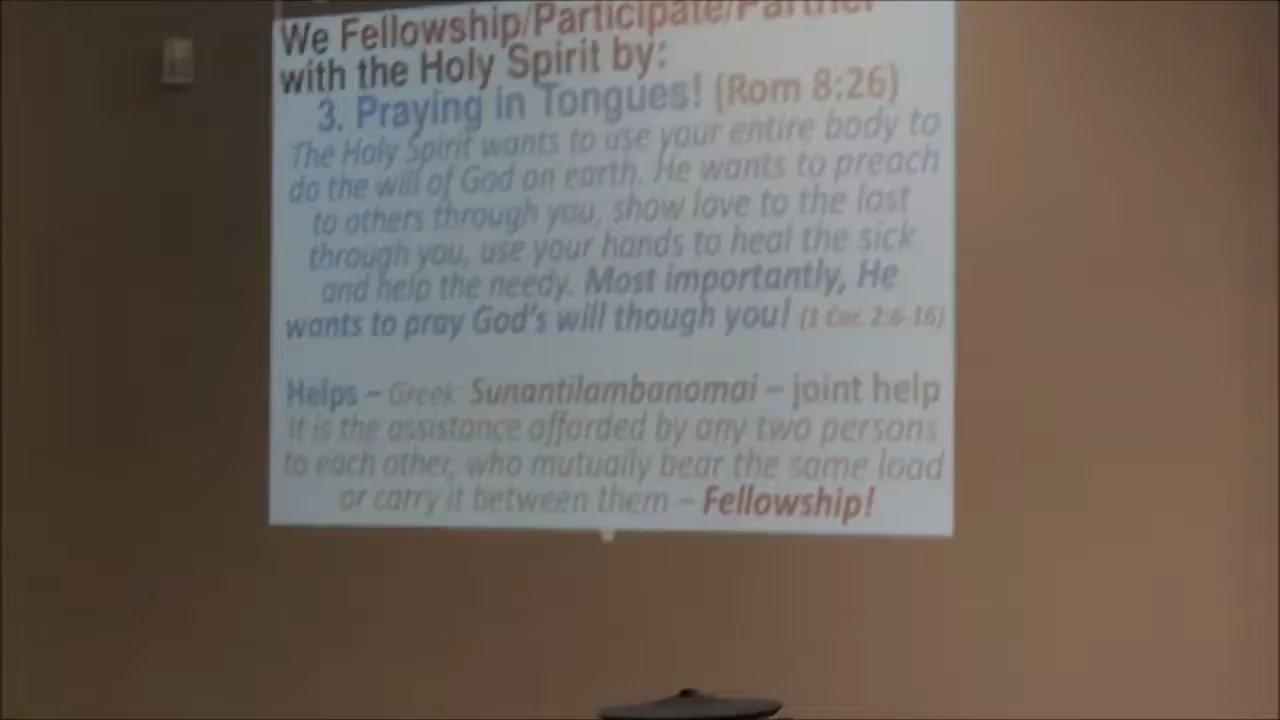 We Fellowship/Participate/Partner
with the Holy Spirit by:
3. Praying in Tongues! (Rom 8:26)
The Holy Spirit wants to use your entire body to
do the will of God on earth. He wants to preach
to others through you, show love to the lost
through you, use your hands to heal the sick
and help the needy. Most importantly, He
wants to pray God's will though you! (1 Cor. 2:6-16)
Helps – Greek: Sunantilambanomai – joint help
It is the assistance afforded by any two persons
to each other, who mutually bear the same load
or carry it between them – Fellowship!